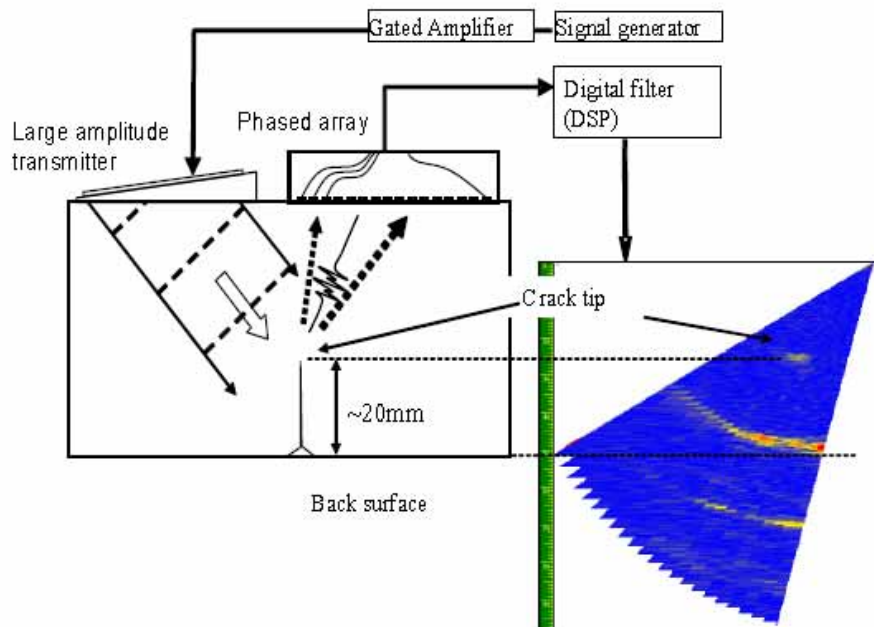 Gated Amplifier
Signal generator
Digital filter
(DSP)
Phased array
Large amplitude
transmitter
Crack tip
~20mm
Back surface